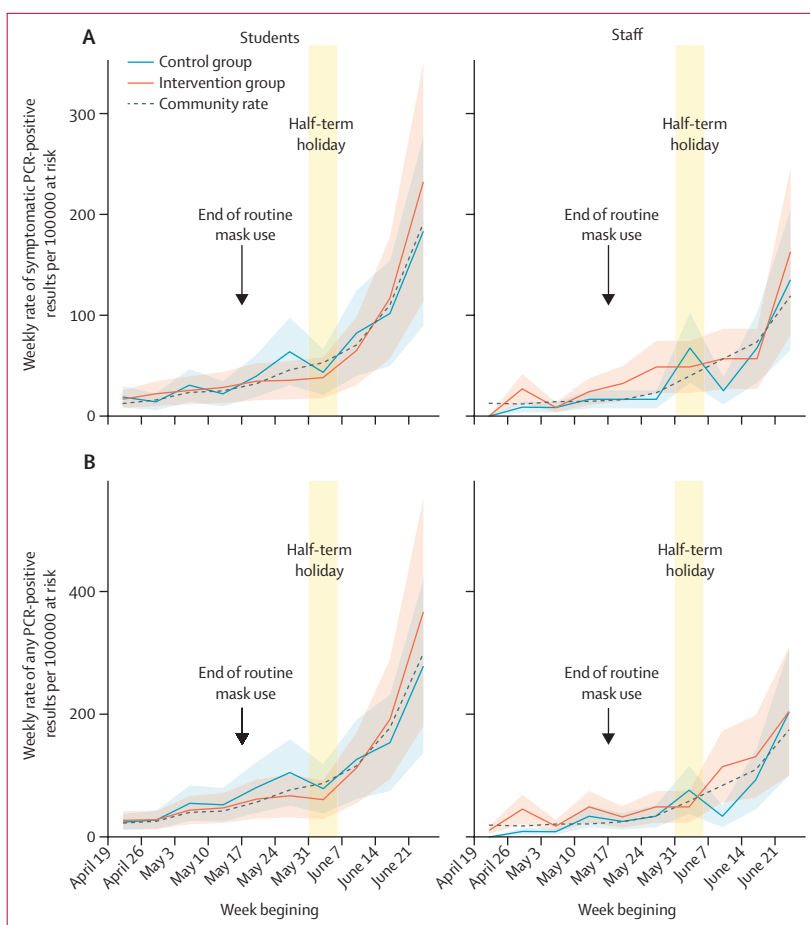 A
Students
Staff
Control group
Intervention group
Community rate
Weekly rate of symptomatic PCR-positive
results per 100 000 at risk
300
200
100
0
Half-term
holiday
End of routine
mask use
Half-term
holiday
End of routine
mask use
B
Weekly rate of any PCR-positive
results per 100 000 at risk
400
200
0
Half-term
holiday
End of routine
mask use
Half-term
holiday
End of routine
mask use
April 19
April 26
May 3
May 10
May 17
May 24
May 31
June 7
June 14
June 21
April 19
April 26
May 3
May 10
May 17
May 24
May 31
June 7
June 14
June 21
Week begining
Week begining